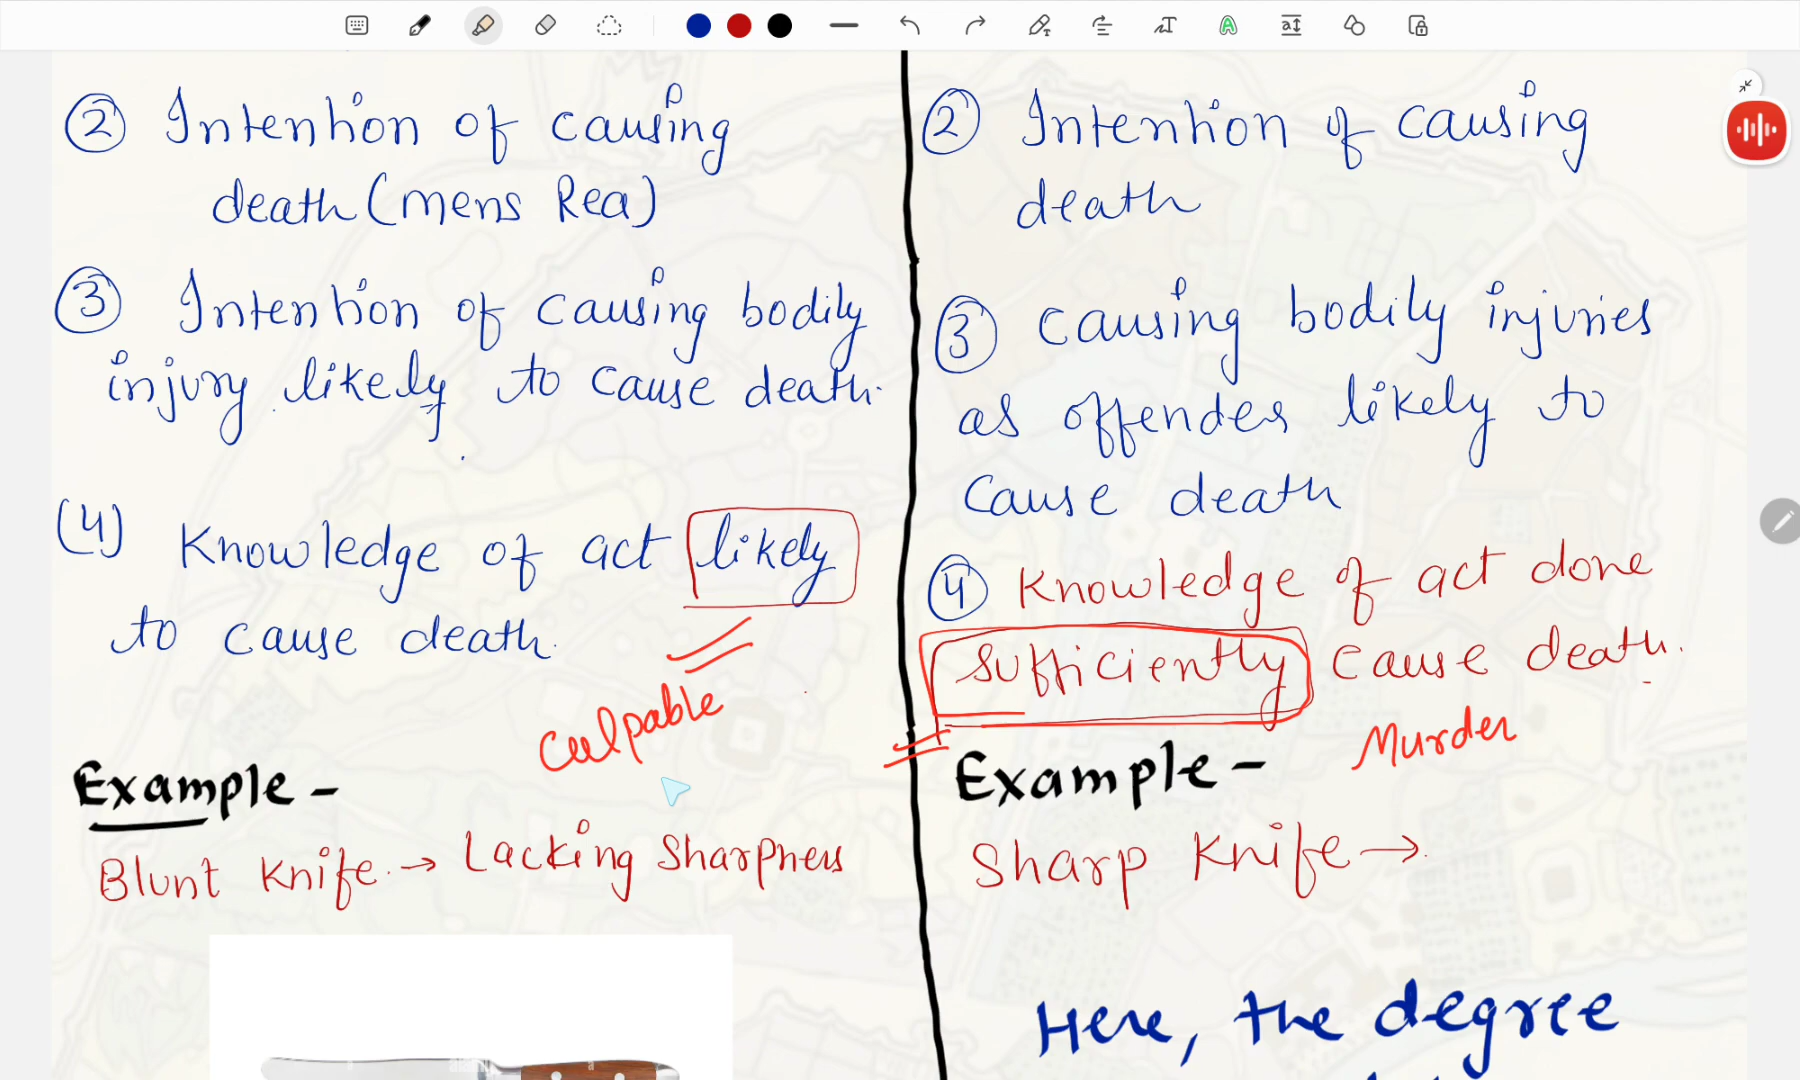 ② Intention of causing
death (mens Rea)
③ Intention of causing bodily
injury likely to cause death.
(4) Knowledge of act likely
to cause death.
culpable
Example -
Blunt Knife → Lacking Sharpness
② Intention of causing
death
③ causing bodily injuries
as offendes likely to
cause death
④ Knowledge of act done
sufficiently cause death.
Murder
Example -
Sharp Knife →
Here, the degree